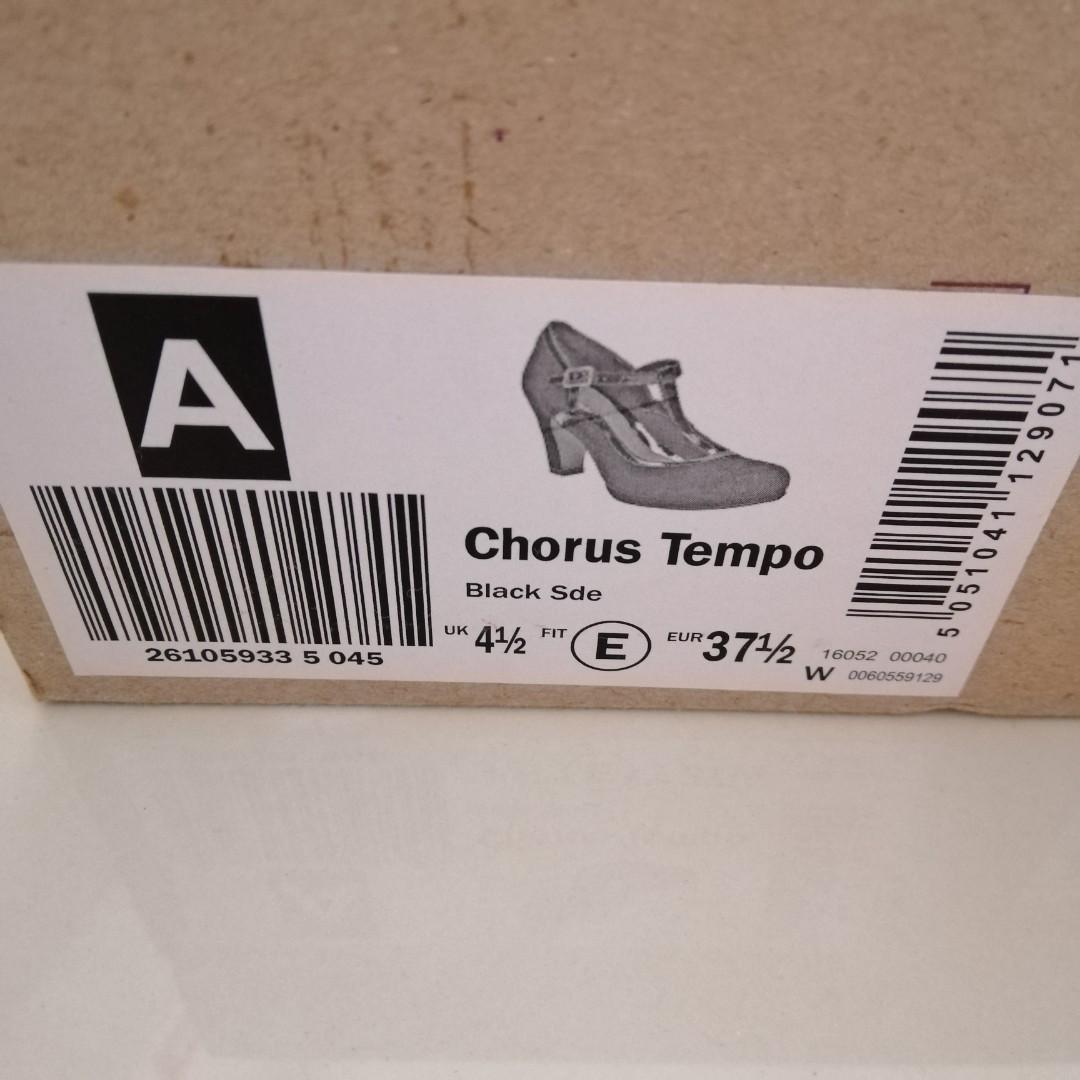 A
26105933 5 045
Chorus Tempo
Black Sde
UK 4½ FIT E EUR 37½
16052 00040
W 0060559129
5 051041 129071